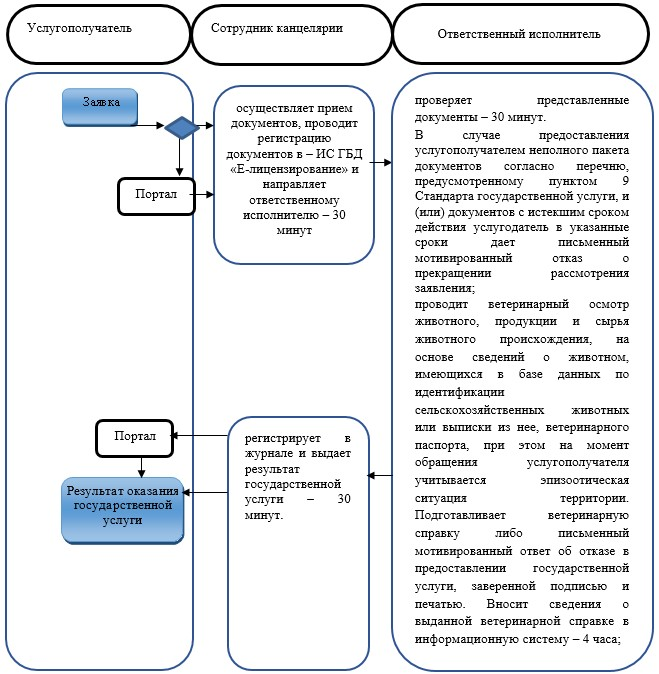 Услугополучатель
Сотрудник канцелярии
Ответственный исполнитель
Заявка
Портал
осуществляет прием
документов, проводит
регистрацию
документов в – ИС ГБД
«Е-лицензирование» и
направляет
ответственному
исполнителю – 30
минут
проверяет представленные
документы – 30 минут.
В случае предоставления
услугополучателем неполного пакета
документов согласно перечню,
предусмотренному пунктом 9
Стандарта государственной услуги, и
(или) документов с истекшим сроком
действия услугодатель в указанные
сроки дает письменный
мотивированный отказ о
прекращении рассмотрения
заявления;
проводит ветеринарный осмотр
животного, продукции и сырья
животного происхождения, на
основе сведений о животном,
имеющихся в базе данных по
идентификации
сельскохозяйственных животных
или выписки из нее, ветеринарного
паспорта, при этом на момент
обращения услугополучателя
учитывается эпизоотическая
ситуация территории.
Подготавливает ветеринарную
справку либо письменный
мотивированный ответ об отказе в
предоставлении государственной
услуги, заверенной подписью и
печатью. Вносит сведения о
выданной ветеринарной справке в
информационную систему – 4 часа;
регистрирует в
журнале и выдает
результат
государственной
услуги – 30
минут.
Портал
Результат оказания
государственной
услуги